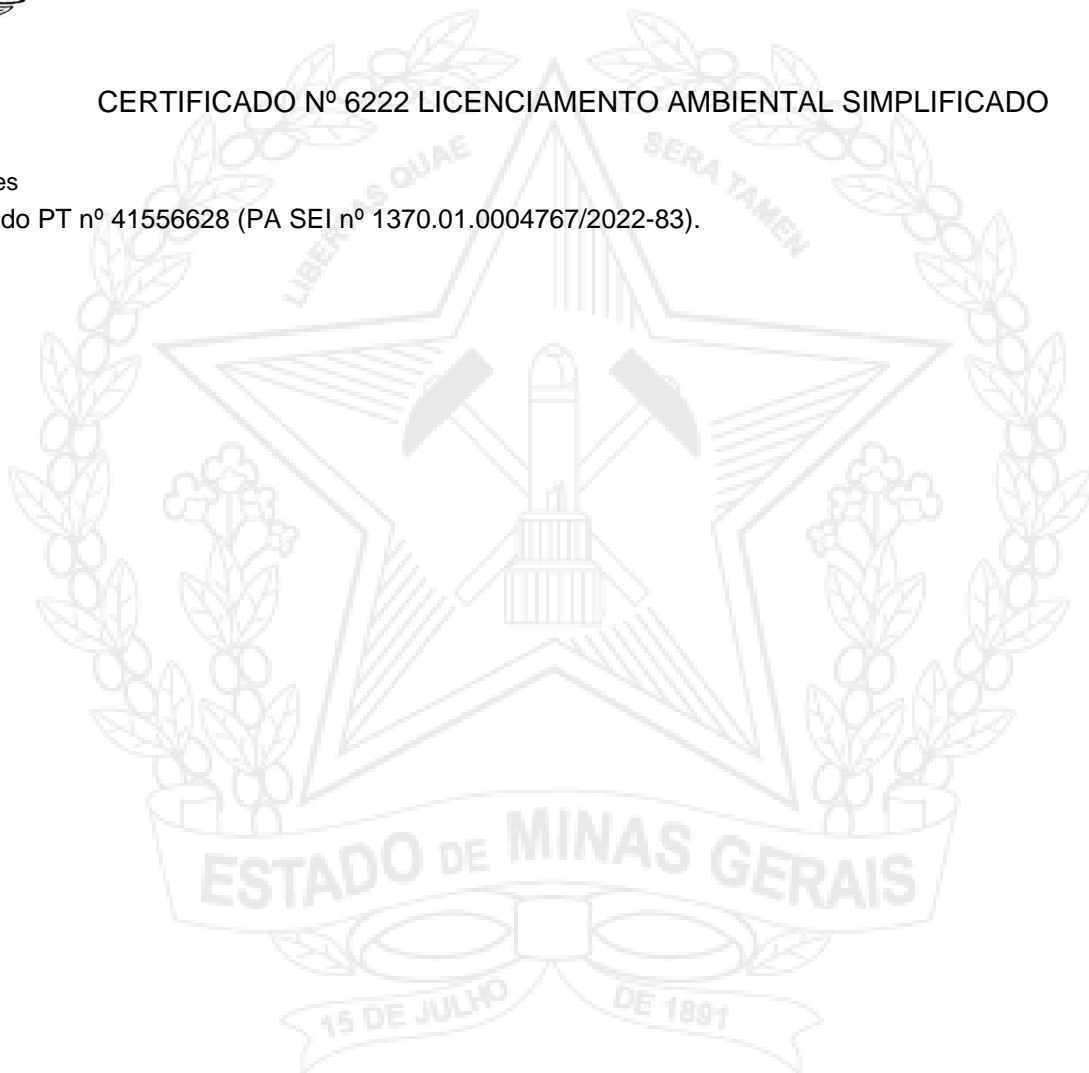 CERTIFICADO Nº 6222 LICENCIAMENTO AMBIENTAL SIMPLIFICADO
es
do PT nº 41556628 (PA SEI nº 1370.01.0004767/2022-83).
LIBERTAS QUAE SERA TAMEN
ESTADO DE MINAS GERAIS
15 DE JULHO DE 1891